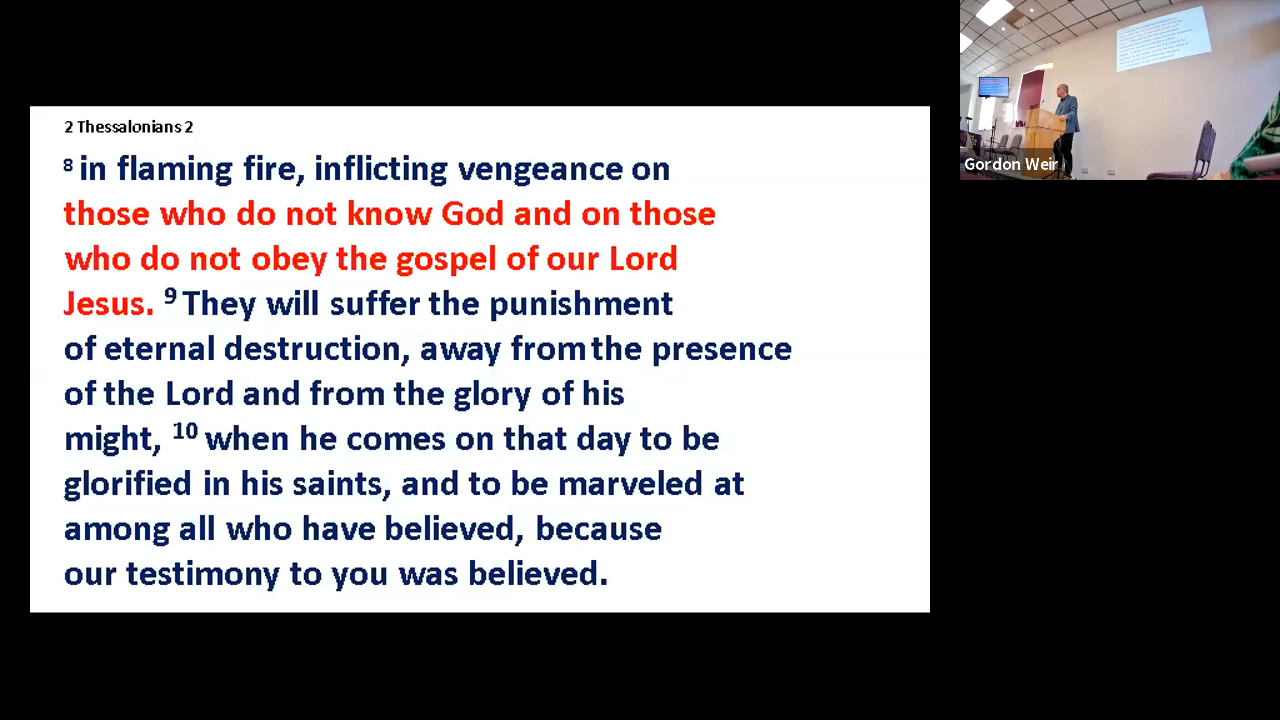 2 Thessalonians 2
8 in flaming fire, inflicting vengeance on
those who do not know God and on those
who do not obey the gospel of our Lord
Jesus. 9 They will suffer the punishment
of eternal destruction, away from the presence
of the Lord and from the glory of his
might, 10 when he comes on that day to be
glorified in his saints, and to be marveled at
among all who have believed, because
our testimony to you was believed.
Gordon Weir